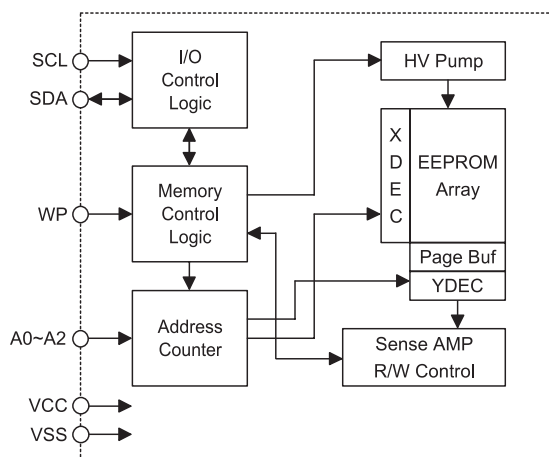 SCL
SDA
WP
A0~A2
VCC
VSS
I/O
Control
Logic
Memory
Control
Logic
Address
Counter
HV Pump
X
D
E
C
EEPROM
Array
Page Buf
YDEC
Sense AMP
R/W Control